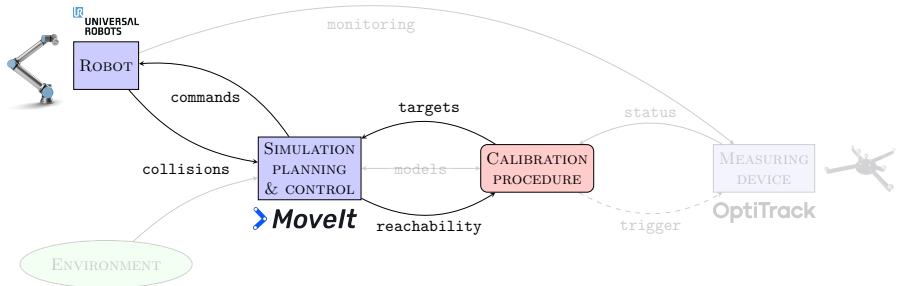 UR
UNIVERSAL
ROBOTS
monitoring
ROBOT
commands
targets
status
SIMULATION
PLANNING
& CONTROL
collisions
models
CALIBRATION
PROCEDURE
MEASURING
DEVICE
MoveIt
reachability
OptiTrack
trigger
ENVIRONMENT